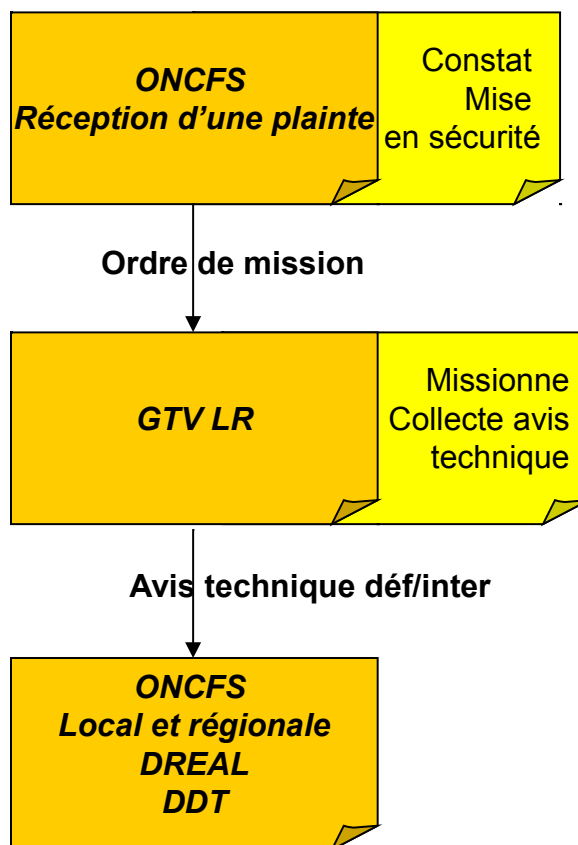 ONCFS
Réception d'une plainte
Constat
Mise
en sécurité
Ordre de mission
GTV LR
Missionne
Collecte avis
technique
Avis technique déf/inter
ONCFS
Local et régionale
DREAL
DDT